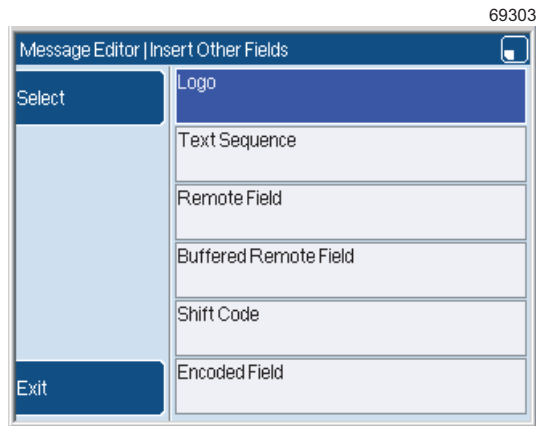 69303
Message Editor | Insert Other Fields
Select
Logo
Text Sequence
Remote Field
Buffered Remote Field
Shift Code
Encoded Field
Exit